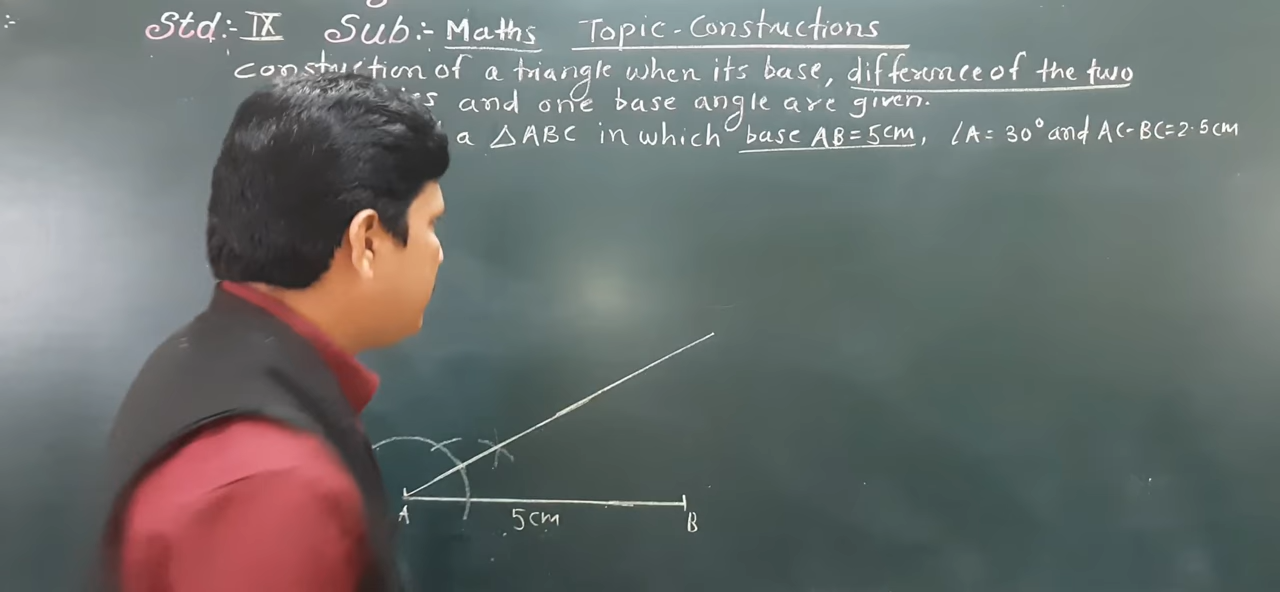 Std:- IX Sub:- Maths Topic - Constructions
construction of a triangle when its base, difference of the two
and one base angle are given.
a △ABC in which base AB = 5cm, ∠A = 30° and AC - BC = 2.5cm
A 5cm B